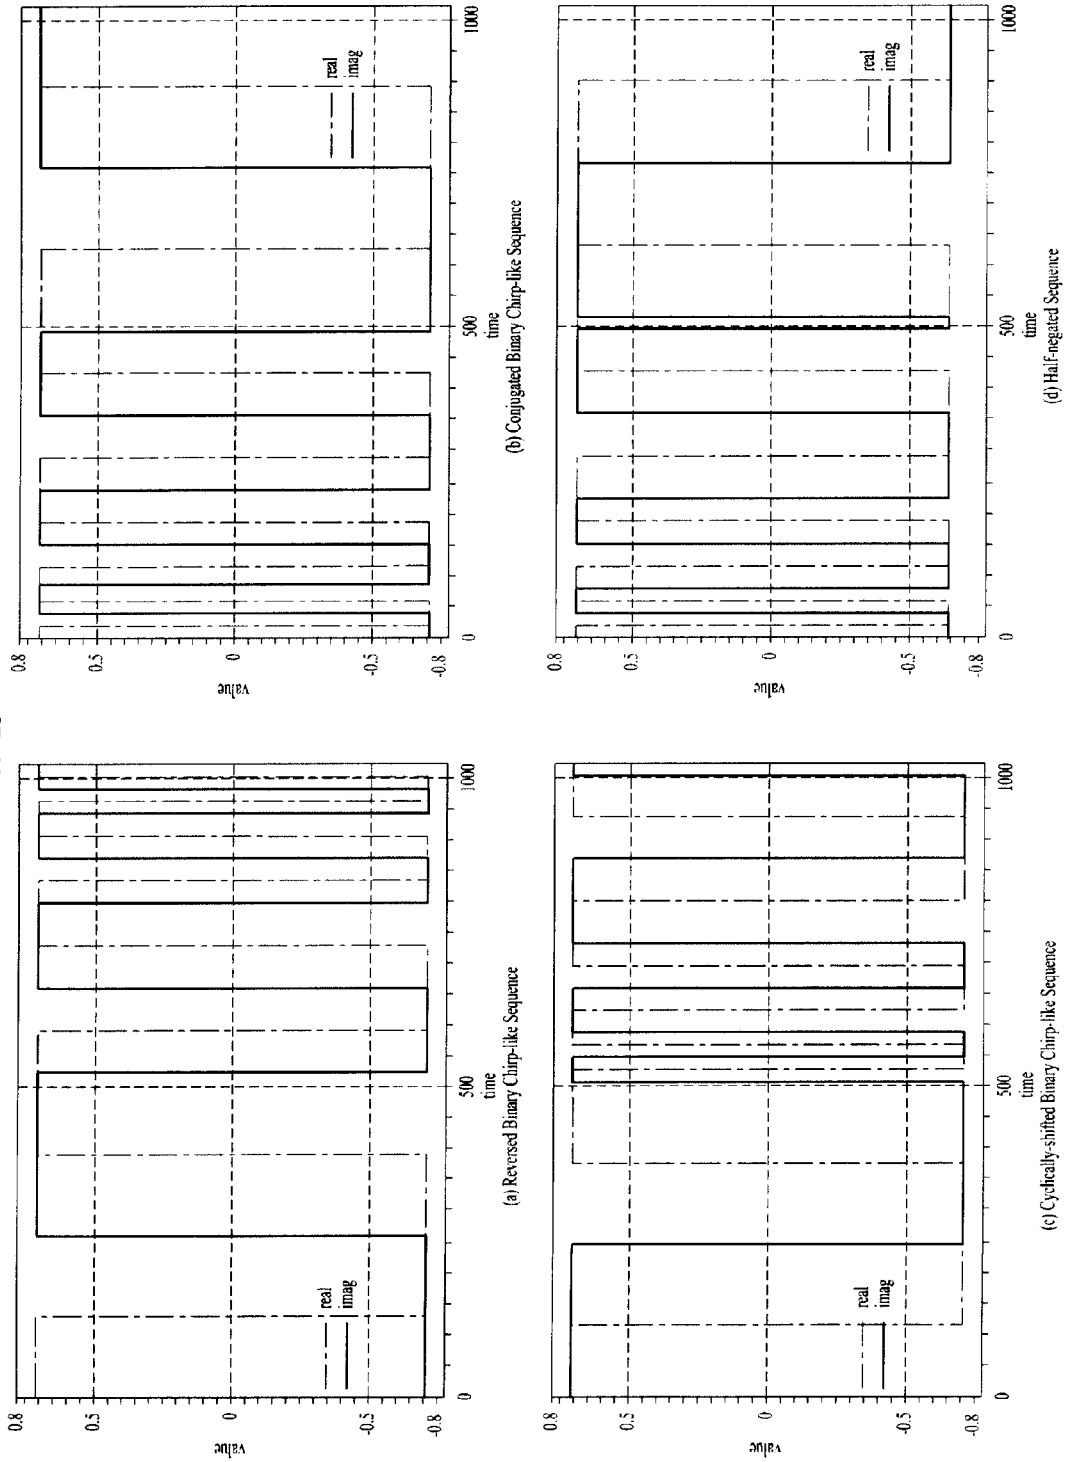 0.8
0.5
0
-0.5
-0.8
value
0
500
1000
time
real
imag
(a) Reversed Binary Chirp-like Sequence
0.8
0.5
0
-0.5
-0.8
value
0
500
1000
time
real
imag
(b) Conjugated Binary Chirp-like Sequence
0.8
0.5
0
-0.5
-0.8
value
0
500
1000
time
real
imag
(c) Cyclically-shifted Binary Chirp-like Sequence
0.8
0.5
0
-0.5
-0.8
value
0
500
1000
time
real
imag
(d) Half-negated Sequence